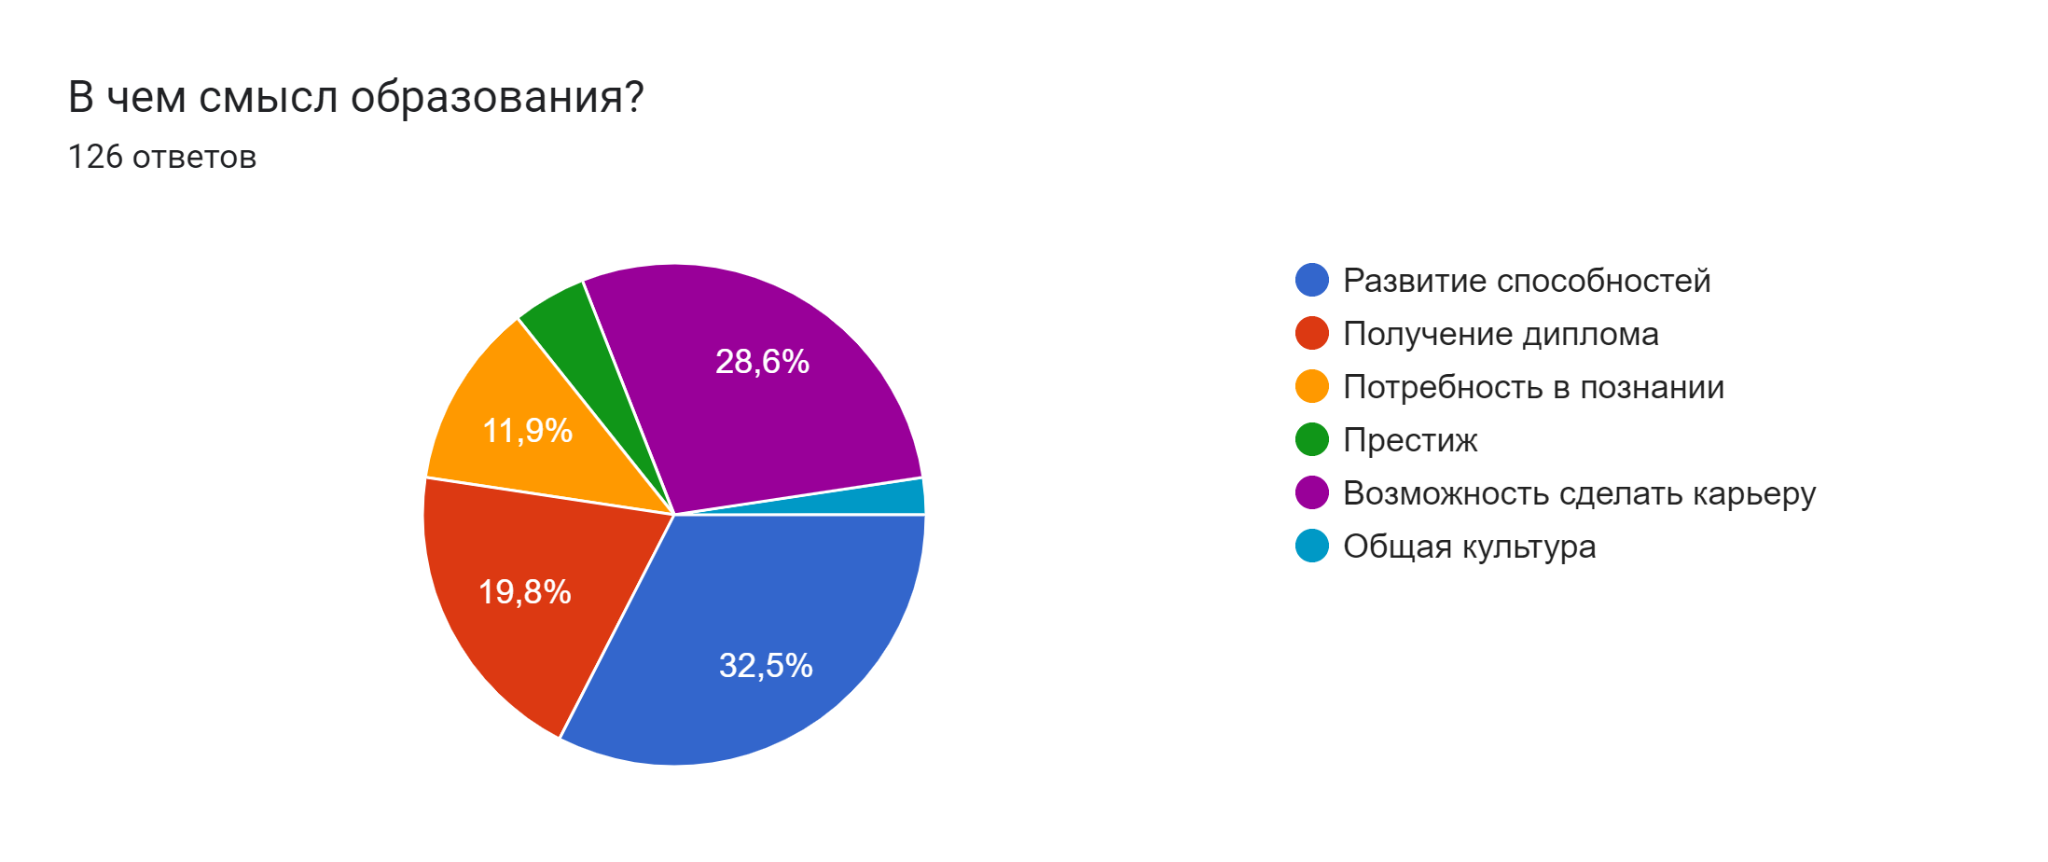 В чем смысл образования?
126 ответов
28,6%
11,9%
19,8%
32,5%
Развитие способностей
Получение диплома
Потребность в познании
Престиж
Возможность сделать карьеру
Общая культура